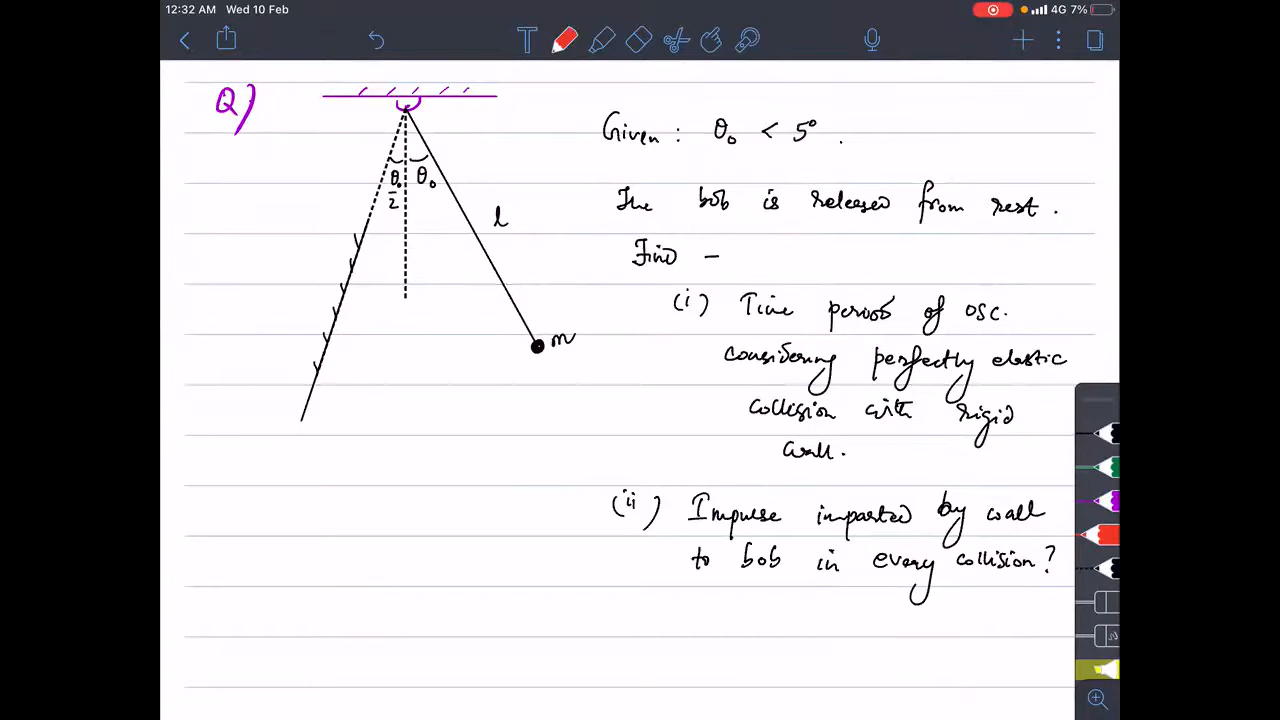 12:32 AM Wed 10 Feb
4G 7%
Q)
θ₀/2 θ₀
l
m
Given : θ₀ < 5°.
The bob is released from rest.
Find -
(i) Time period of osc.
considering perfectly elastic
collision with rigid
wall.
(ii) Impulse imparted by wall
to bob in every collision?